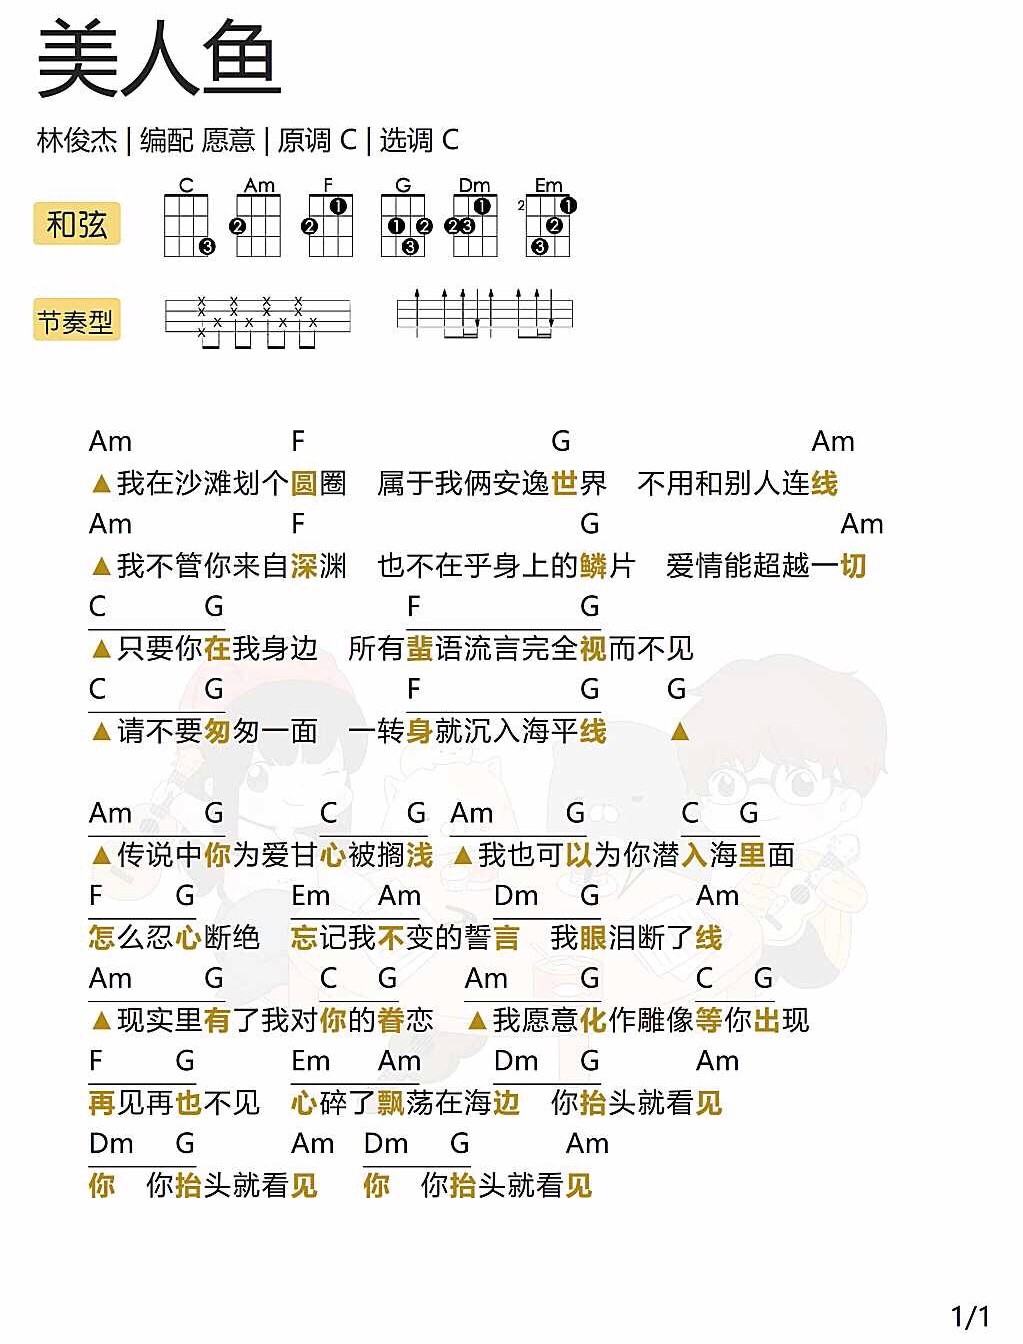 美人鱼
林俊杰 | 编配 愿意 | 原调 C | 选调 C
和弦 C Am F G Dm Em
2
1 2 3
节奏型
Am F G Am
▲我在沙滩划个圆圈 属于我俩安逸世界 不用和别人连线
Am F G Am
▲我不管你来自深渊 也不在乎身上的鳞片 爱情能超越一切
C G F G
▲只要你在我身边 所有蜚语流言完全视而不见
C G F G G
▲请不要匆匆一面 一转身就沉入海平线 ▲
Am G C G Am G C G
▲传说中你为爱甘心被搁浅 ▲我也可以为你潜入海里面
F G Em Am Dm G Am
怎么忍心断绝 忘记我不变的誓言 我眼泪断了线
Am G C G Am G C G
▲现实里有了我对你的眷恋 ▲我愿意化作雕像等你出现
F G Em Am Dm G Am
再见再也不见 心碎了飘荡在海边 你抬头就看见
Dm G Am Dm G Am
你 你抬头就看见 你 你抬头就看见
1/1